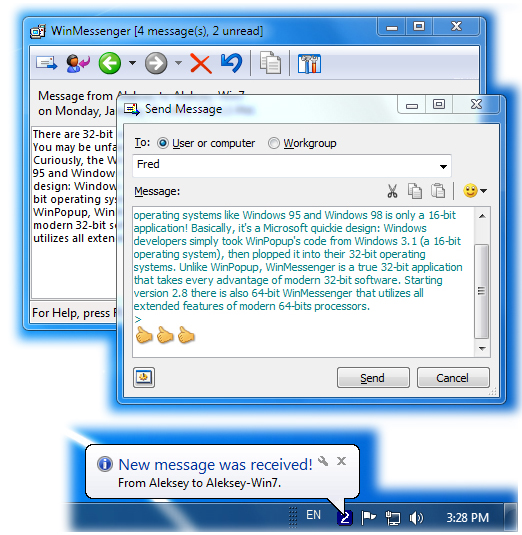 WinMessenger [4 message(s), 2 unread]
Message from Aleksey to Aleksey-Win7
on Monday,
Send Message
There are 32-bit
You may be unfa
Curiously, the W
95 and Window
design: Window
bit operating sys
WinPopup, Win
modern 32-bit s
utilizes all exten
For Help, press F
To: User or computer Workgroup
Fred
Message:
operating systems like Windows 95 and Windows 98 is only a 16-bit
application! Basically, it's a Microsoft quickie design: Windows
developers simply took WinPopup's code from Windows 3.1 (a 16-bit
operating system), then plopped it into their 32-bit operating
systems. Unlike WinPopup, WinMessenger is a true 32-bit application
that takes every advantage of modern 32-bit software. Starting
version 2.8 there is also 64-bit WinMessenger that utilizes all
extended features of modern 64-bits processors.
>
Send Cancel
New message was received!
From Aleksey to Aleksey-Win7.
EN 2 3:28 PM